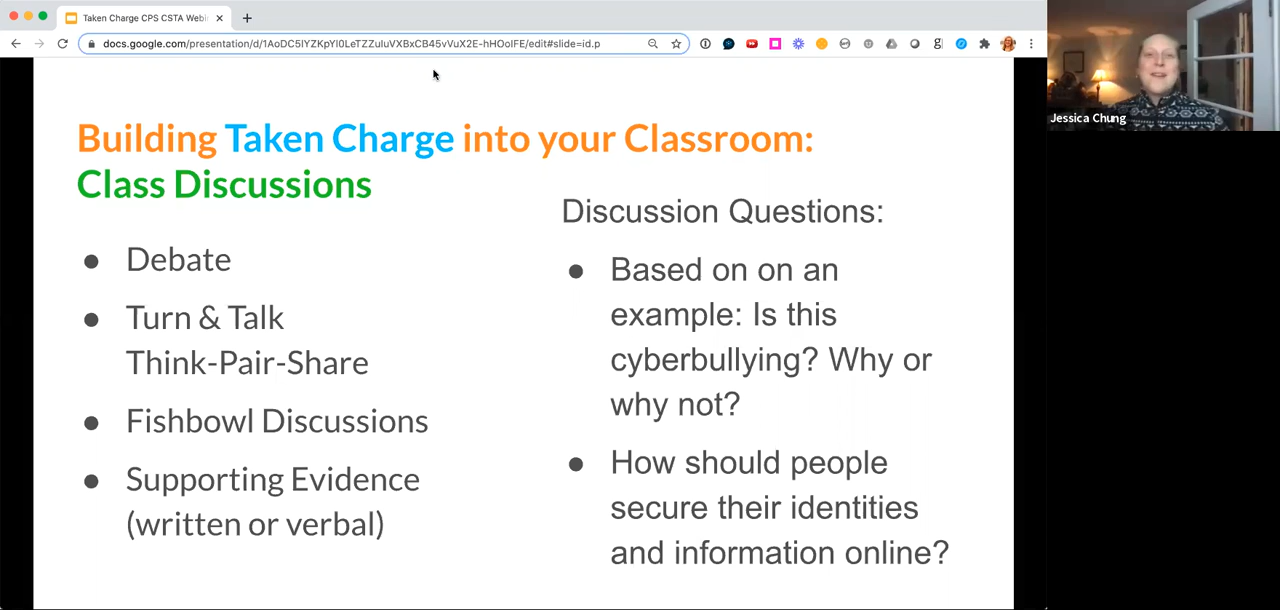 Taken Charge CPS CSTA Webi
docs.google.com/presentation/d/1AoDC5IYZKpYl0LeTZZuIuVXBxCB45vVuX2E-hHOoIFE/edit#slide=id.p
Jessica Chung
Building Taken Charge into your Classroom:
Class Discussions
● Debate
● Turn & Talk
Think-Pair-Share
● Fishbowl Discussions
● Supporting Evidence
(written or verbal)
Discussion Questions:
● Based on on an
example: Is this
cyberbullying? Why or
why not?
● How should people
secure their identities
and information online?